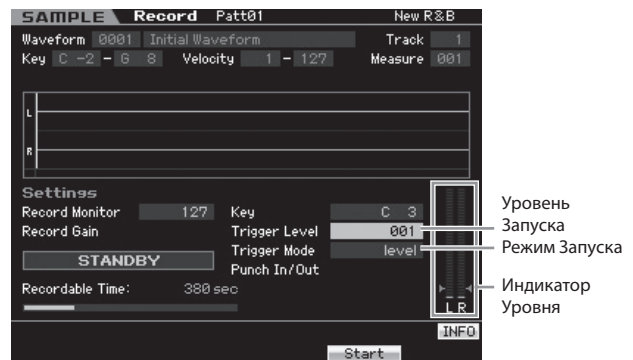 SAMPLE Record Patt01 New R&B
Waveform 0001 Initial Waveform Track 1
Key C -2 - G 8 Velocity 1 - 127 Measure 001
L
R
Settings
Record Monitor 127 Key C 3
Record Gain Trigger Level 001
Trigger Mode level
STANDBY
Punch In/Out
Recordable Time: 380 sec
L R
INFO
Start
Уровень
Запуска
Режим Запуска
Индикатор
Уровня